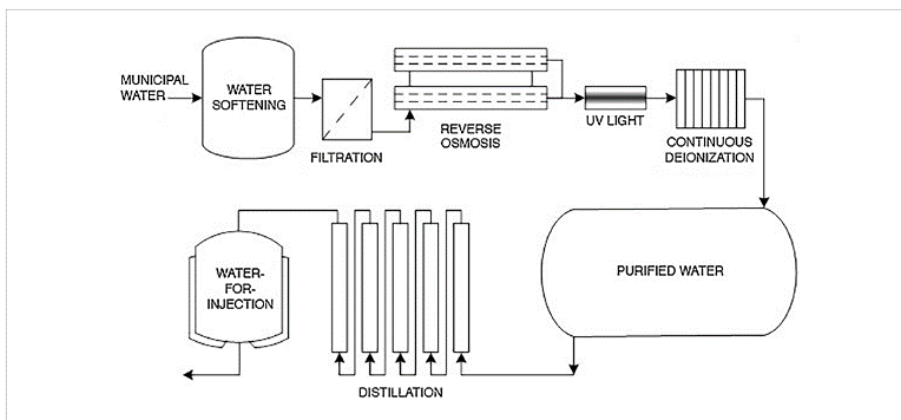 MUNICIPAL
WATER
WATER
SOFTENING
FILTRATION
REVERSE
OSMOSIS
UV LIGHT
CONTINUOUS
DEIONIZATION
WATER-
FOR-
INJECTION
DISTILLATION
PURIFIED WATER